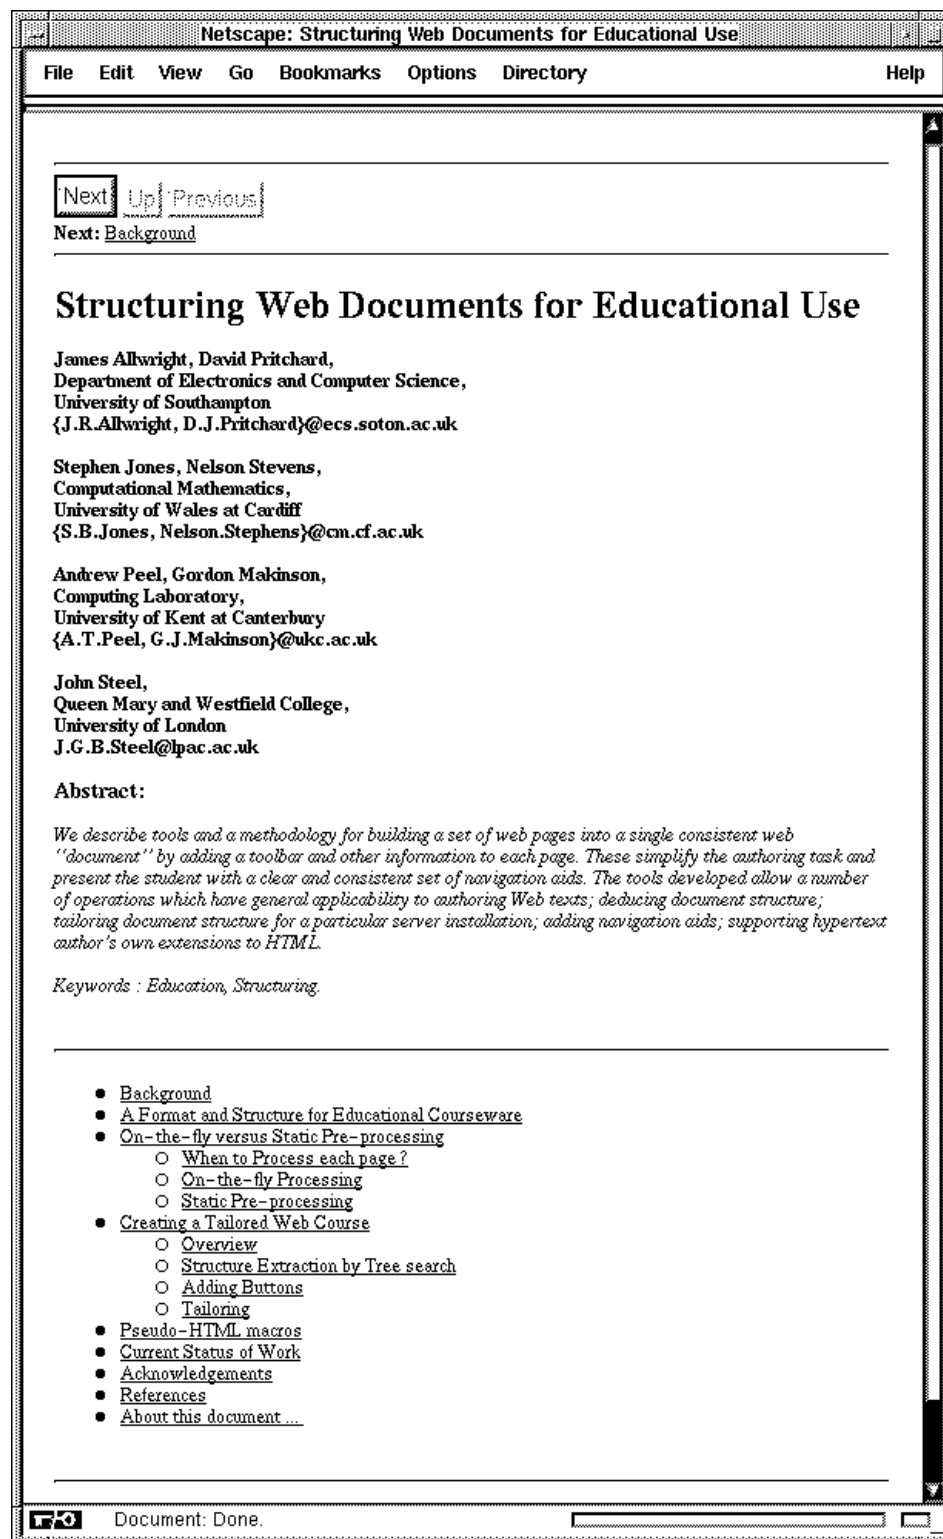 Netscape: Structuring Web Documents for Educational Use
File Edit View Go Bookmarks Options Directory Help
Next Up Previous
Next: Background
Structuring Web Documents for Educational Use
James Allwright, David Pritchard,
Department of Electronics and Computer Science,
University of Southampton
{J.R.Allwright, D.J.Pritchard}@ecs.soton.ac.uk
Stephen Jones, Nelson Stevens,
Computational Mathematics,
University of Wales at Cardiff
{S.B.Jones, Nelson.Stephens}@cm.cf.ac.uk
Andrew Peel, Gordon Makinson,
Computing Laboratory,
University of Kent at Canterbury
{A.T.Peel, G.J.Makinson}@ukc.ac.uk
John Steel,
Queen Mary and Westfield College,
University of London
J.G.B.Steel@lpac.ac.uk
Abstract:
We describe tools and a methodology for building a set of web pages into a single consistent web
``document'' by adding a toolbar and other information to each page. These simplify the authoring task and
present the student with a clear and consistent set of navigation aids. The tools developed allow a number
of operations which have general applicability to authoring Web texts; deducing document structure;
tailoring document structure for a particular server installation; adding navigation aids; supporting hypertext
author's own extensions to HTML.
Keywords : Education, Structuring.
● Background
● A Format and Structure for Educational Courseware
● On-the-fly versus Static Pre-processing
○ When to Process each page?
○ On-the-fly Processing
○ Static Pre-processing
● Creating a Tailored Web Course
○ Overview
○ Structure Extraction by Tree search
○ Adding Buttons
○ Tailoring
● Pseudo-HTML macros
● Current Status of Work
● Acknowledgements
● References
● About this document ...
Document: Done.